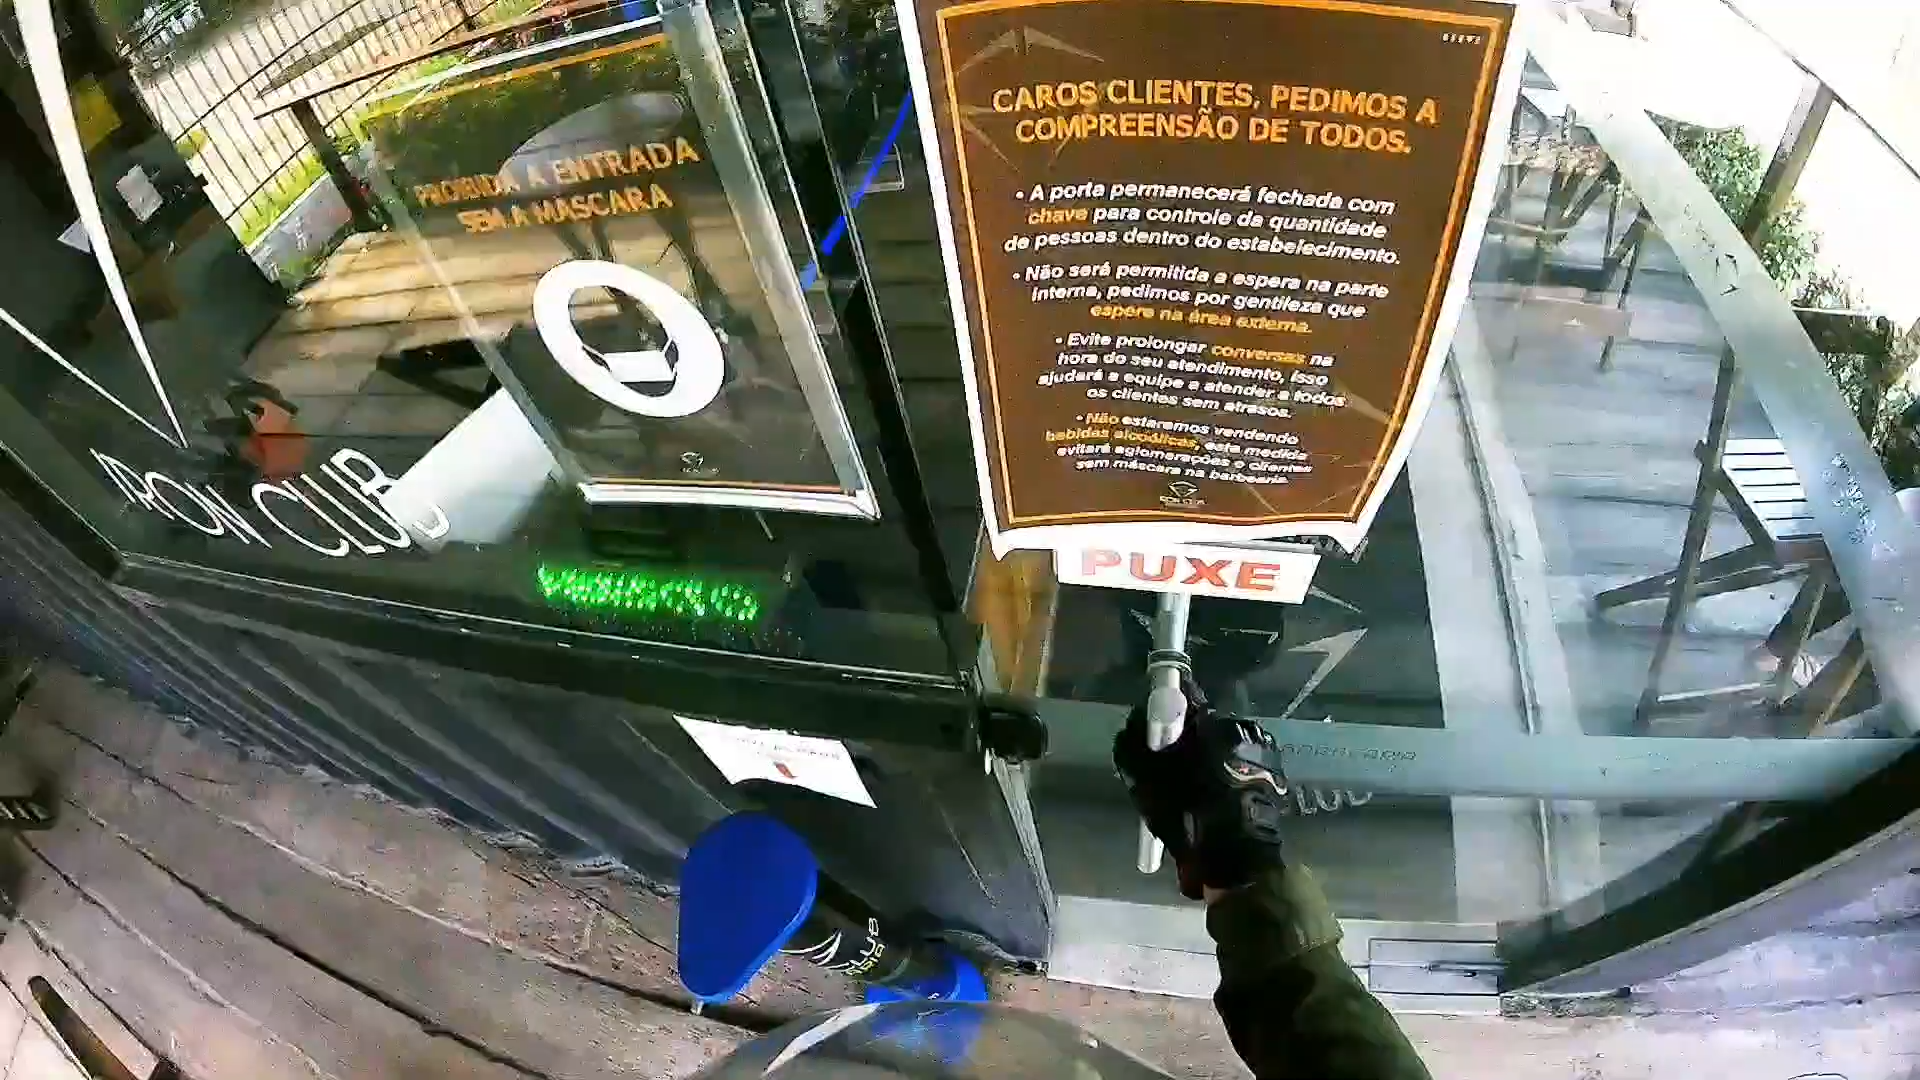 PROIBIDA A ENTRADA
SEM A MÁSCARA
IRON CLUB
CAROS CLIENTES, PEDIMOS A
COMPREENSÃO DE TODOS.
• A porta permanecerá fechada com
chave para controle da quantidade
de pessoas dentro do estabelecimento.
• Não será permitida a espera na parte
interna, pedimos por gentileza que
espere na área externa.
• Evite prolongar conversas na
hora do seu atendimento, isso
ajudará a equipe a atender a todos
os clientes sem atrasos.
• Não estaremos vendendo
bebidas alcoólicas, esta medida
evitará aglomerações e clientes
sem máscara na barbearia.
PUXE
CLUB